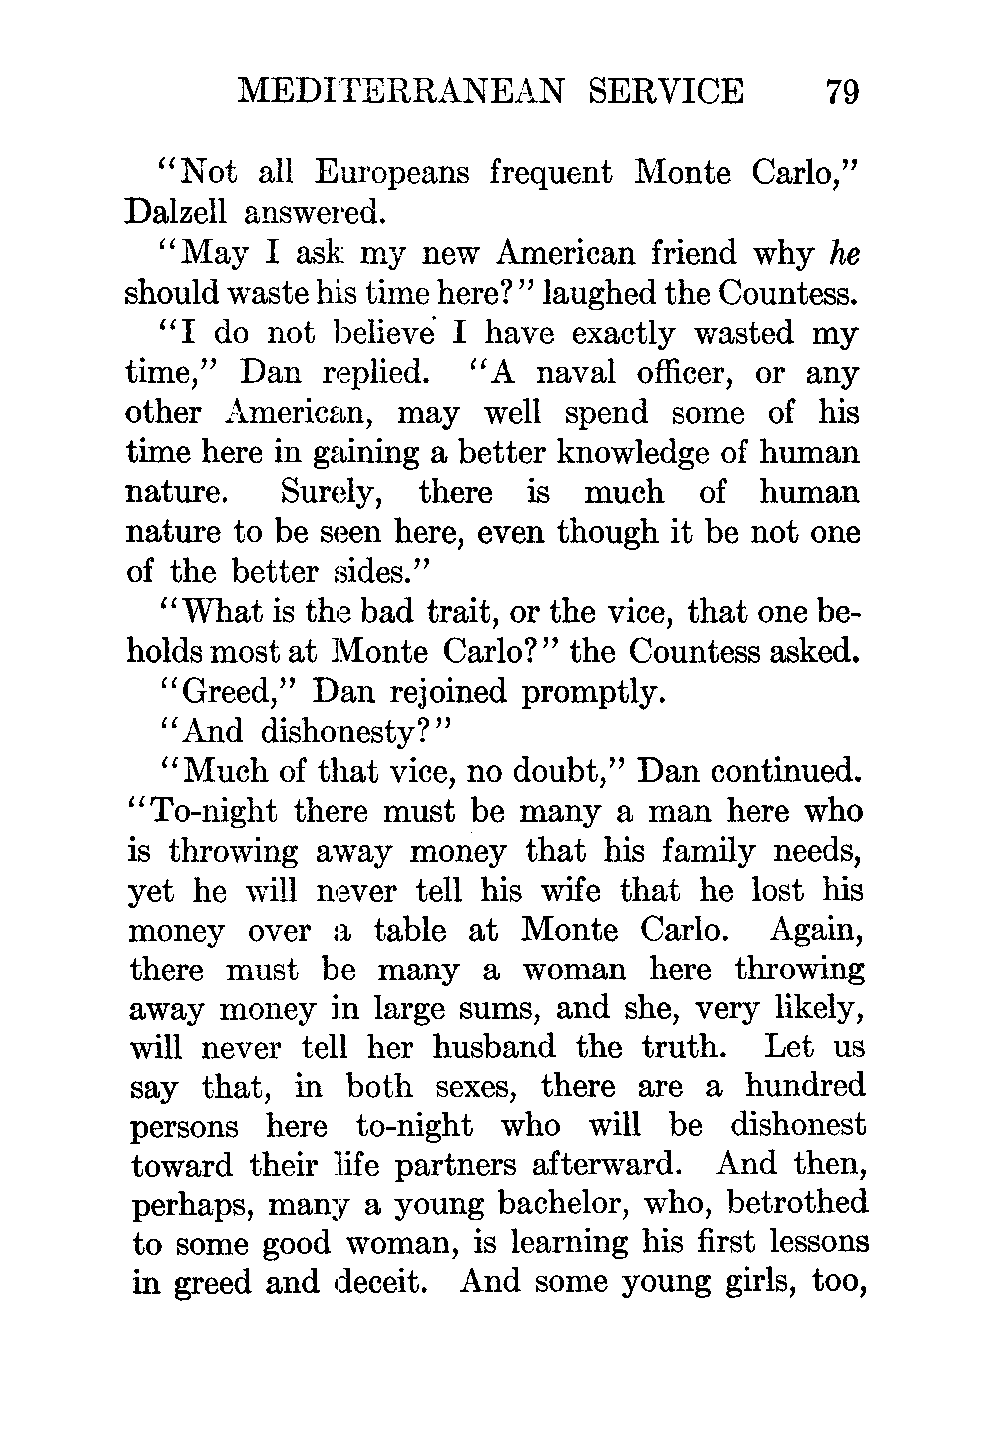 MEDITERRANEAN SERVICE 79
"Not all Europeans frequent Monte Carlo,"
Dalzell answered.
"May I ask my new American friend why he
should waste his time here?" laughed the Countess.
"I do not believe I have exactly wasted my
time," Dan replied. "A naval officer, or any
other American, may well spend some of his
time here in gaining a better knowledge of human
nature. Surely, there is much of human
nature to be seen here, even though it be not one
of the better sides."
"What is the bad trait, or the vice, that one be-
holds most at Monte Carlo?" the Countess asked.
"Greed," Dan rejoined promptly.
"And dishonesty?"
"Much of that vice, no doubt," Dan continued.
"To-night there must be many a man here who
is throwing away money that his family needs,
yet he will never tell his wife that he lost his
money over a table at Monte Carlo. Again,
there must be many a woman here throwing
away money in large sums, and she, very likely,
will never tell her husband the truth. Let us
say that, in both sexes, there are a hundred
persons here to-night who will be dishonest
toward their life partners afterward. And then,
perhaps, many a young bachelor, who, betrothed
to some good woman, is learning his first lessons
in greed and deceit. And some young girls, too,